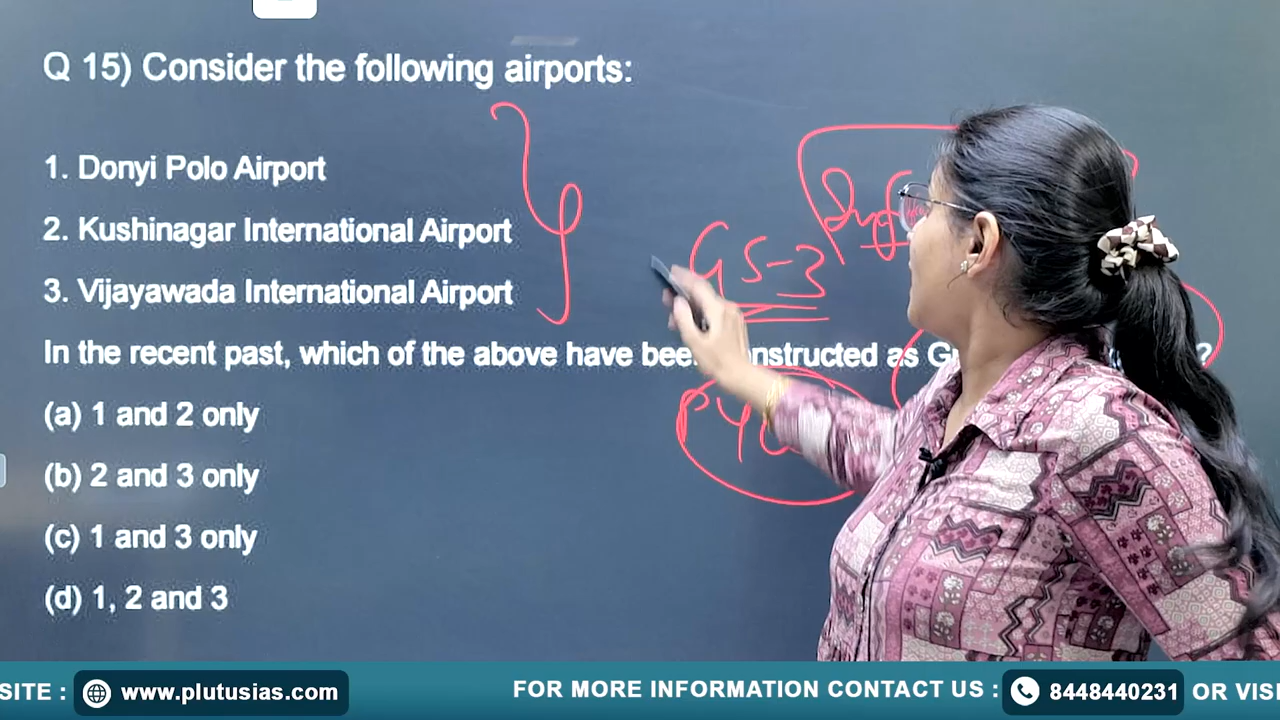 Q 15) Consider the following airports:
1. Donyi Polo Airport
2. Kushinagar International Airport
3. Vijayawada International Airport
GS-3
In the recent past, which of the above have been constructed as ?
(a) 1 and 2 only
PY
(b) 2 and 3 only
(c) 1 and 3 only
(d) 1, 2 and 3
SITE : www.plutusias.com FOR MORE INFORMATION CONTACT US : 8448440231 OR VISI